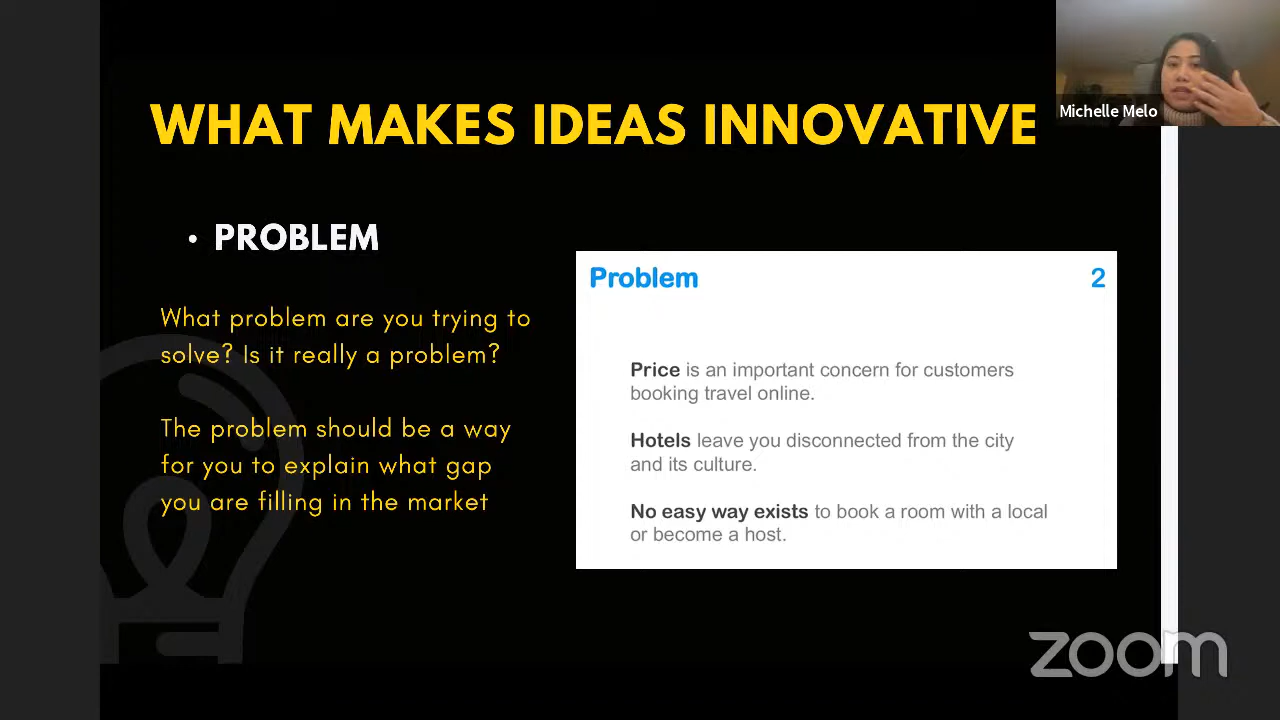 WHAT MAKES IDEAS INNOVATIVE
Michelle Melo
• PROBLEM
What problem are you trying to
solve? Is it really a problem?
The problem should be a way
for you to explain what gap
you are filling in the market
Problem 2
Price is an important concern for customers
booking travel online.
Hotels leave you disconnected from the city
and its culture.
No easy way exists to book a room with a local
or become a host.
zoom